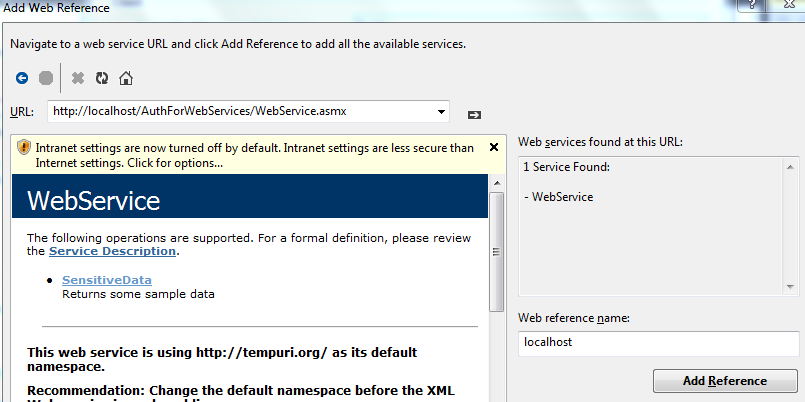 Add Web Reference
Navigate to a web service URL and click Add Reference to add all the available services.
URL:
http://localhost/AuthForWebServices/WebService.asmx
Intranet settings are now turned off by default. Intranet settings are less secure than
Internet settings. Click for options...
WebService
The following operations are supported. For a formal definition, please review
the Service Description.
• SensitiveData
Returns some sample data
This web service is using http://tempuri.org/ as its default
namespace.
Recommendation: Change the default namespace before the XML
Web services found at this URL:
1 Service Found:
- WebService
Web reference name:
localhost
Add Reference